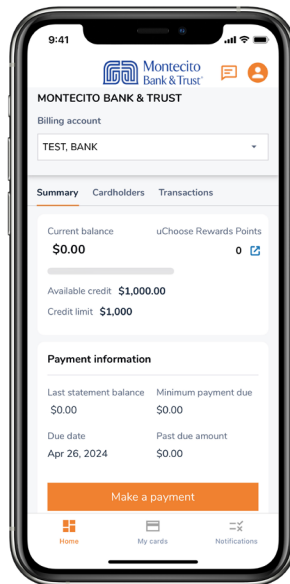 9:41
Montecito
Bank & Trust
MONTECITO BANK & TRUST
Billing account
TEST, BANK
Summary Cardholders Transactions
Current balance uChoose Rewards Points
$0.00 0
Available credit $1,000.00
Credit limit $1,000
Payment information
Last statement balance Minimum payment due
$0.00 $0.00
Due date Past due amount
Apr 26, 2024 $0.00
Make a payment
Home My cards Notifications